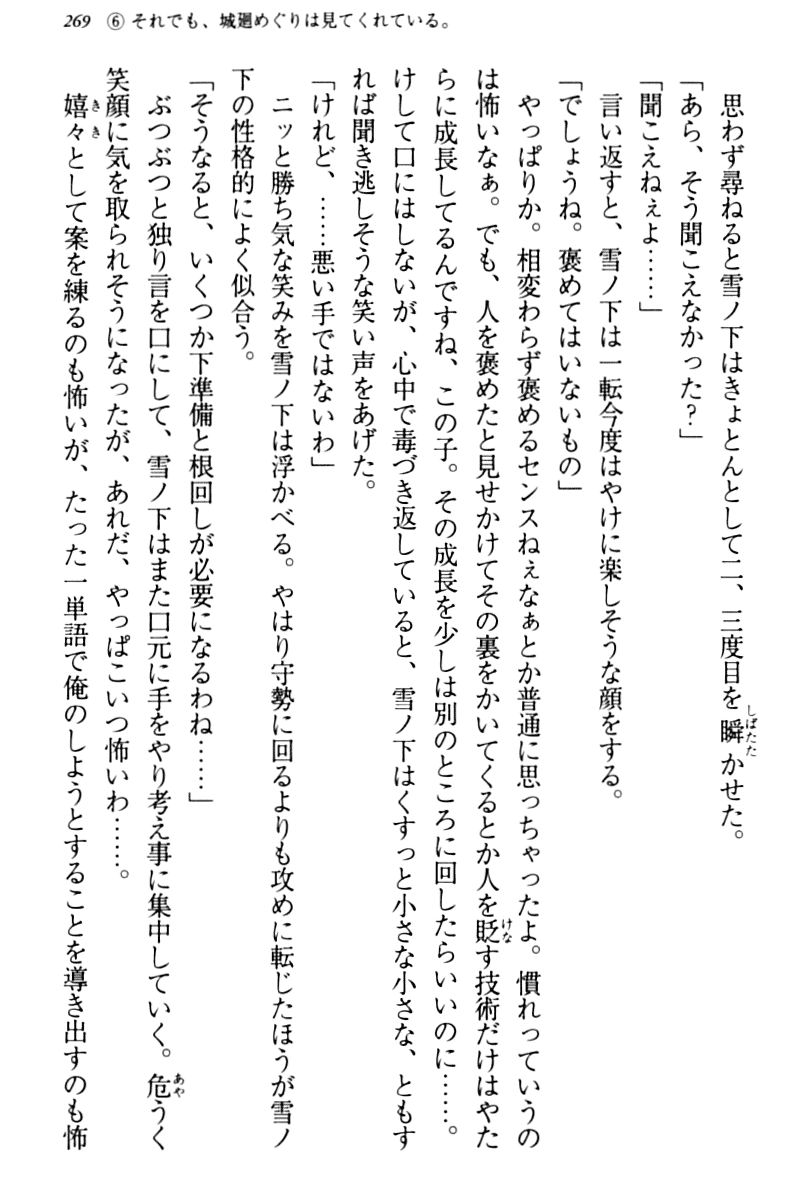 269 ⑥ それでも、城廻めぐりは見てくれている。
思わず尋ねると雪ノ下はきょとんとして二、三度目を瞬かせた。
「あら、そう聞こえなかった？」
「聞こえねぇよ……」
言い返すと、雪ノ下は一転今度はやけに楽しそうな顔をする。
「でしょうね。褒めてはいないもの」
やっぱりか。相変わらず褒めるセンスねぇなぁとか普通に思っちゃったよ。慣れっていうの
は怖いなぁ。でも、人を褒めたと見せかけてその裏をかいてくるとか人を貶す技術だけはやた
らに成長してるんですね、この子。その成長を少しは別のところに回したらいいのに……。
けして口にはしないが、心中で毒づき返していると、雪ノ下はくすっと小さな小さな、ともす
れば聞き逃しそうな笑い声をあげた。
「けれど、……悪い手ではないわ」
ニッと勝ち気な笑みを雪ノ下は浮かべる。やはり守勢に回るよりも攻めに転じたほうが雪ノ
下の性格的によく似合う。
「そうなると、いくつか下準備と根回しが必要になるわね……」
ぶつぶつと独り言を口にして、雪ノ下はまた口元に手をやり考え事に集中していく。危うく
笑顔に気を取られそうになったが、あれだ、やっぱこいつ怖いわ……。
嬉々として案を練るのも怖いが、たった一単語で俺のしようとすることを導き出すのも怖